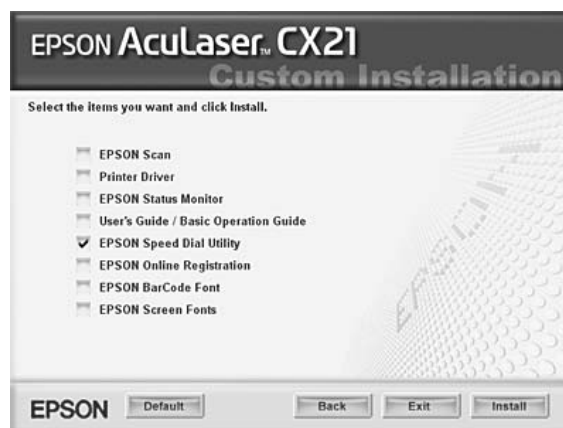 EPSON AcuLaser™ CX21
Custom Installation
Select the items you want and click Install.
EPSON Scan
Printer Driver
EPSON Status Monitor
User's Guide / Basic Operation Guide
EPSON Speed Dial Utility
EPSON Online Registration
EPSON BarCode Font
EPSON Screen Fonts
EPSON
EPSON Default Back Exit Install